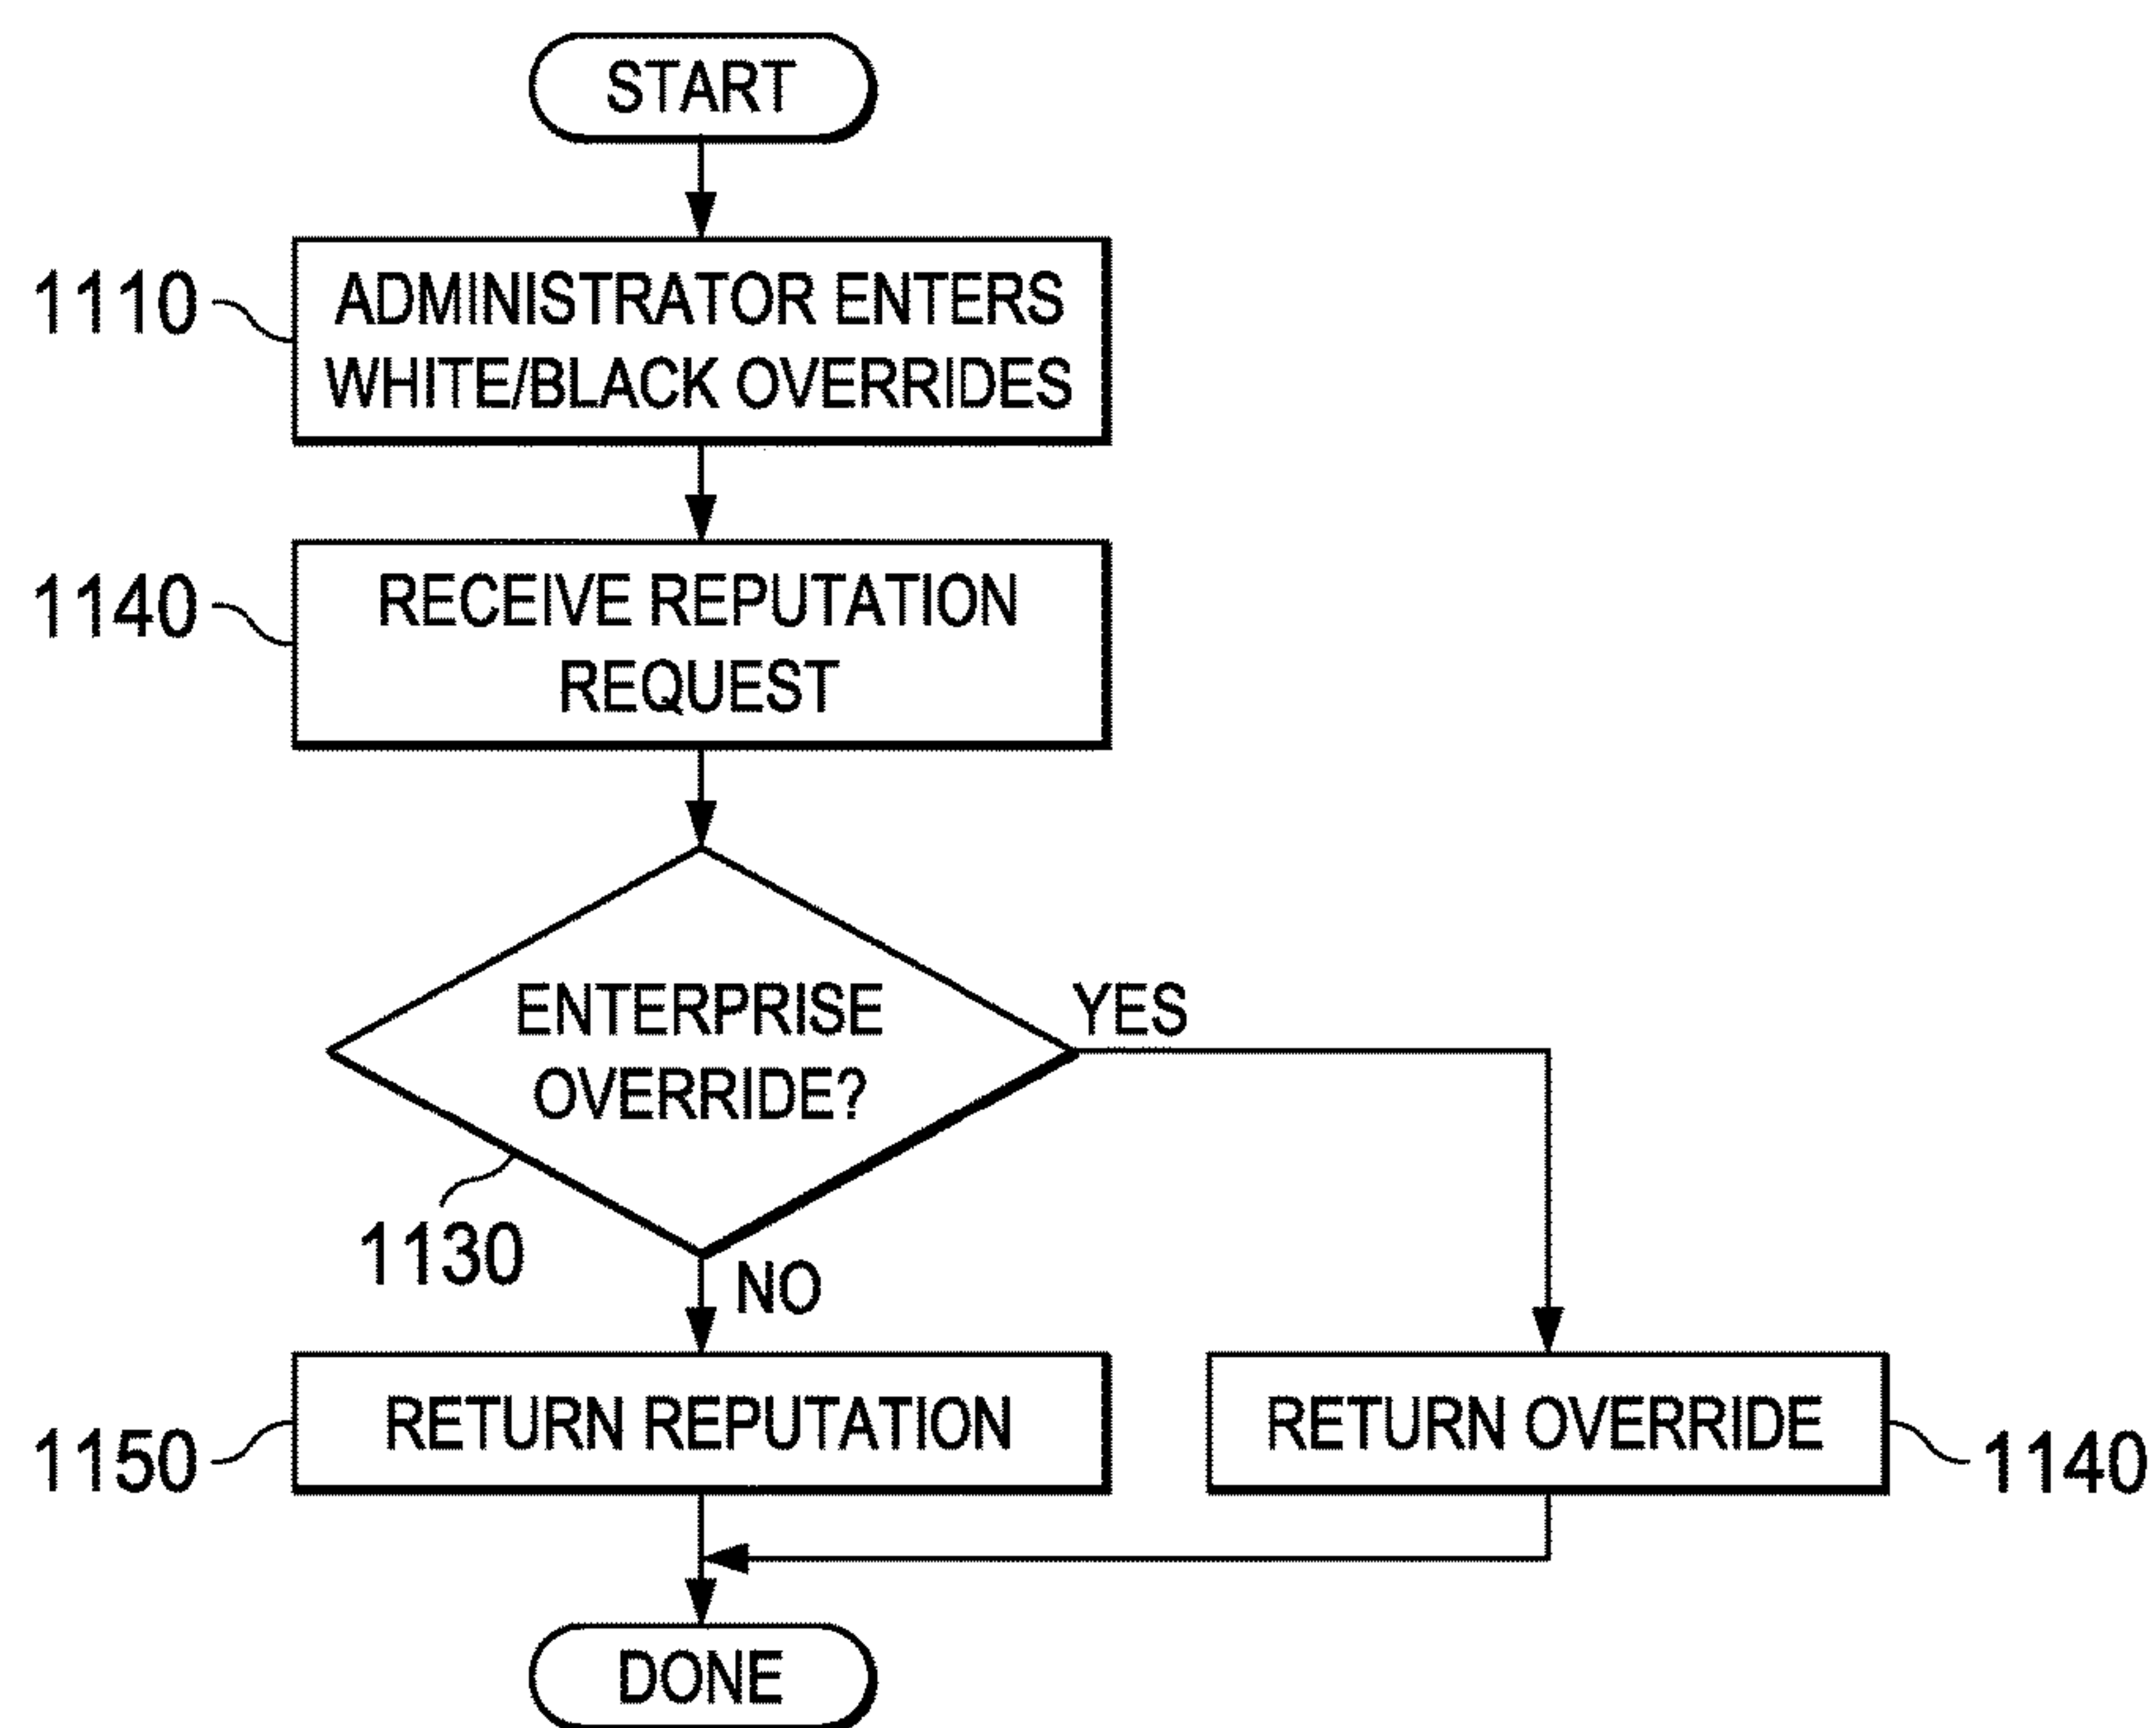 START
1110
ADMINISTRATOR ENTERS
WHITE/BLACK OVERRIDES
1140
RECEIVE REPUTATION
REQUEST
ENTERPRISE
OVERRIDE?
YES
1130
NO
1150
RETURN REPUTATION
RETURN OVERRIDE
1140
DONE